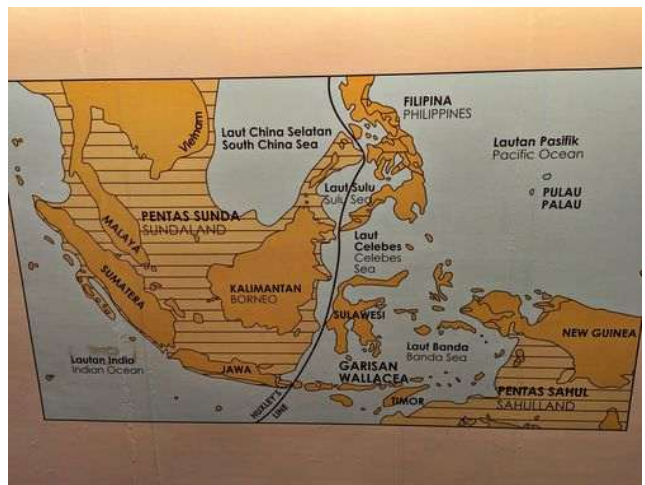 FILIPINA
PHILIPPINES
Vietnam
Laut China Selatan
South China Sea
Lautan Pasifik
Pacific Ocean
Laut Sulu
Sulu Sea
PULAU
PALAU
PENTAS SUNDA
SUNDALAND
MALAYA
Laut
Celebes
Celebes
Sea
SUMATERA
KALIMANTAN
BORNEO
SULAWESI
NEW GUINEA
Laut Banda
Banda Sea
Lautan India
Indian Ocean
JAWA
GARISAN
WALLACEA
PENTAS SAHUL
SAHULLAND
TIMOR
HUXLEY'S
LINE